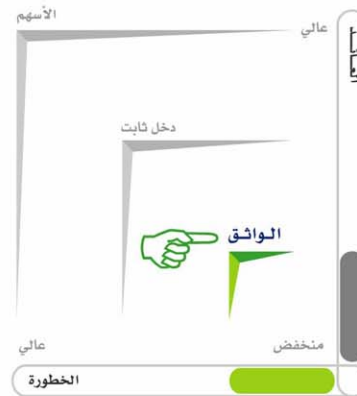 الأسهم
عالي
دخل ثابت
الواثق
منخفض
عالي
الخطورة